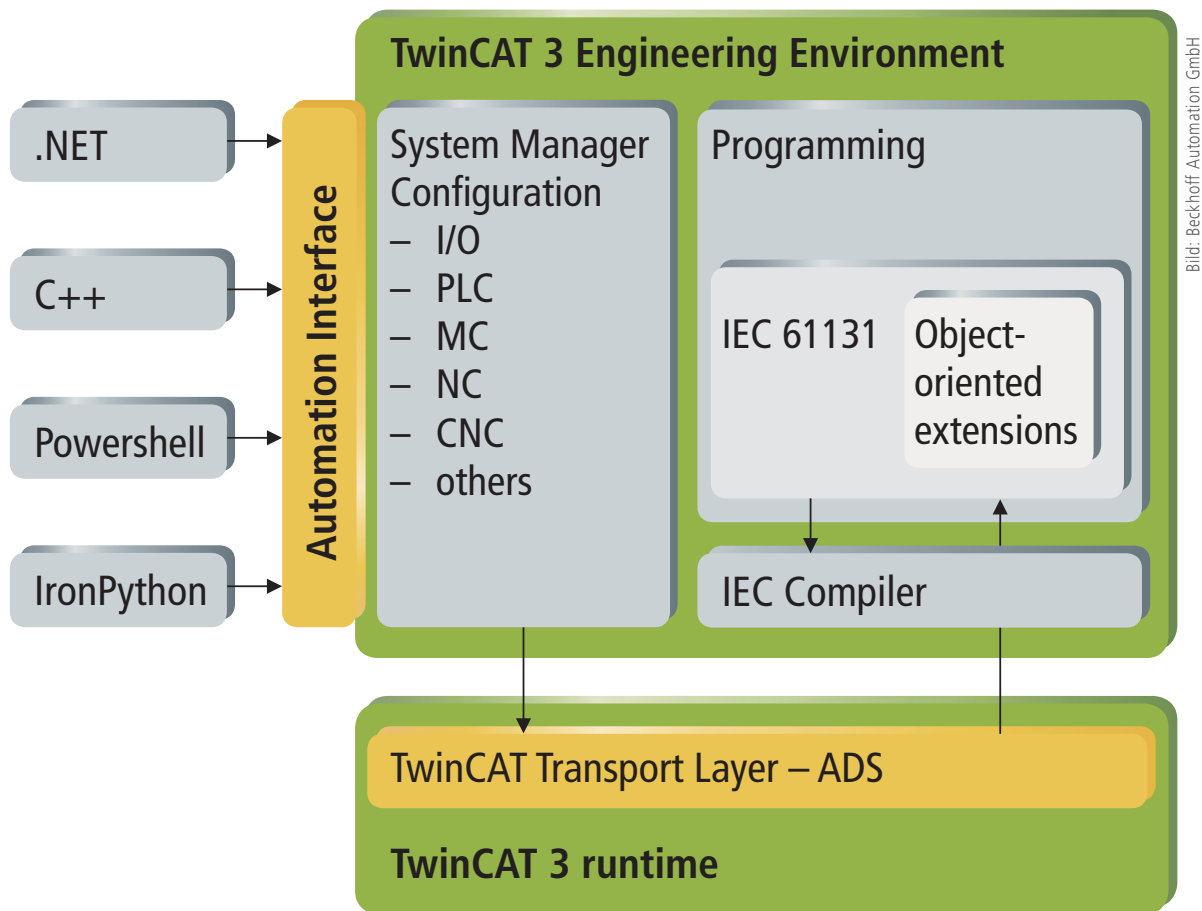 TwinCAT 3 Engineering Environment
.NET
C++
Powershell
IronPython
Automation Interface
System Manager
Configuration
– I/O
– PLC
– MC
– NC
– CNC
– others
Programming
IEC 61131
Object-
oriented
extensions
IEC Compiler
TwinCAT Transport Layer – ADS
TwinCAT 3 runtime
Bild: Beckhoff Automation GmbH